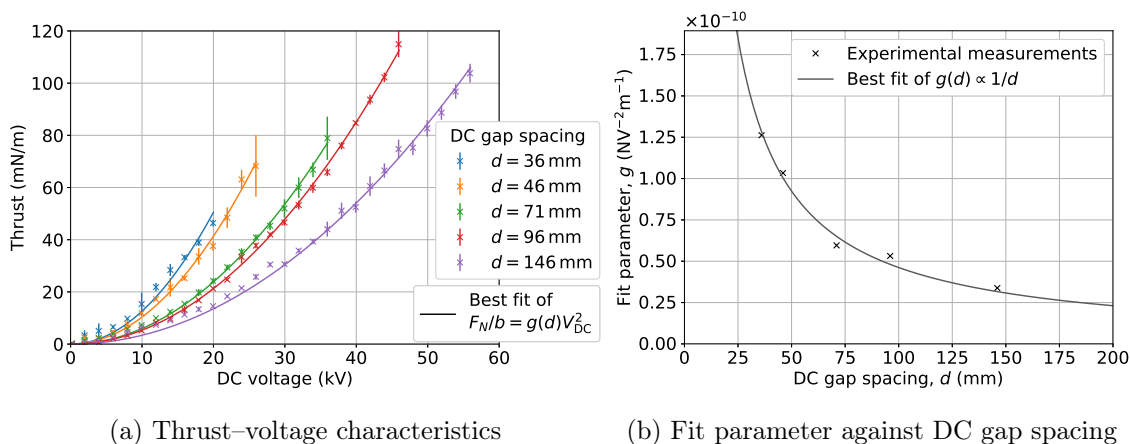 120
100
80
60
40
20
0
Thrust (mN/m)
0 10 20 30 40 50 60
DC voltage (kV)
DC gap spacing
d = 36 mm
d = 46 mm
d = 71 mm
d = 96 mm
d = 146 mm
Best fit of
F_N/b = g(d)V_DC^2
(a) Thrust–voltage characteristics
×10⁻¹⁰
1.75
1.50
1.25
1.00
0.75
0.50
0.25
0.00
Fit parameter, g (NV⁻²m⁻¹)
Experimental measurements
Best fit of g(d) ∝ 1/d
0 25 50 75 100 125 150 175 200
DC gap spacing, d (mm)
(b) Fit parameter against DC gap spacing